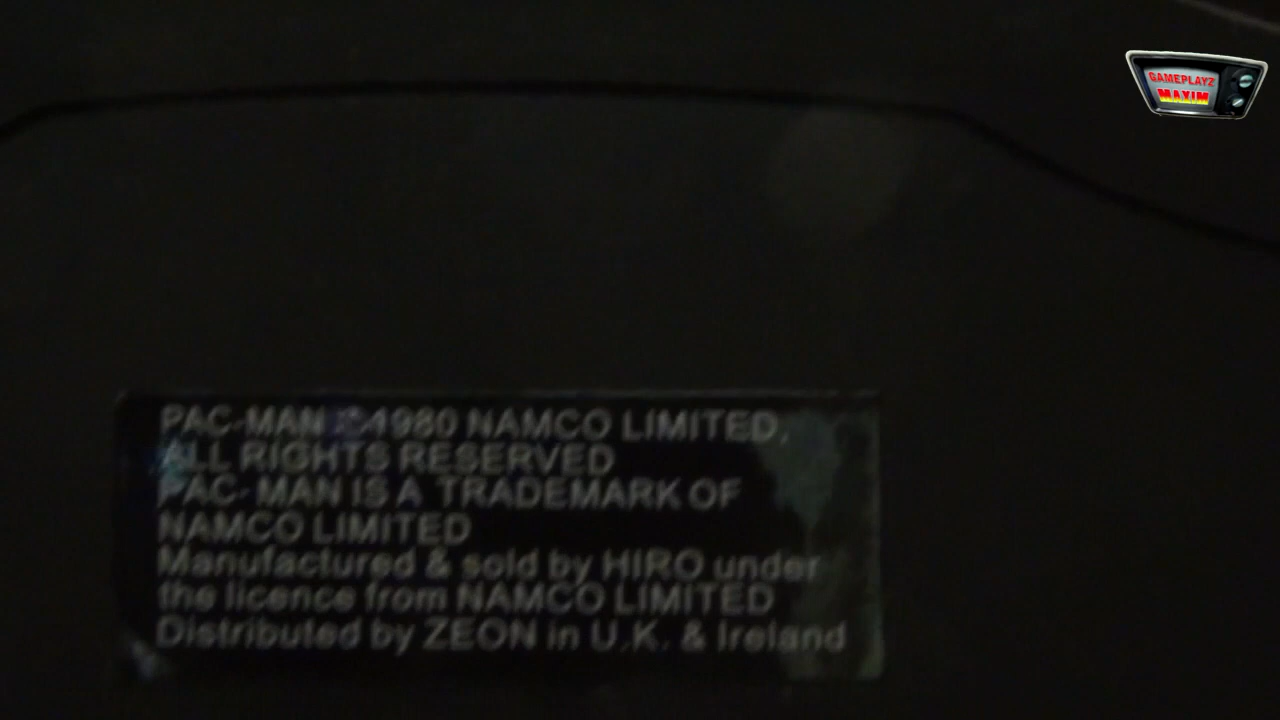 GAMEPLAYZ
MAXIM
PAC-MAN © 1980 NAMCO LIMITED,
ALL RIGHTS RESERVED
PAC-MAN IS A TRADEMARK OF
NAMCO LIMITED
Manufactured & sold by HIRO under
the licence from NAMCO LIMITED
Distributed by ZEON in U.K. & Ireland